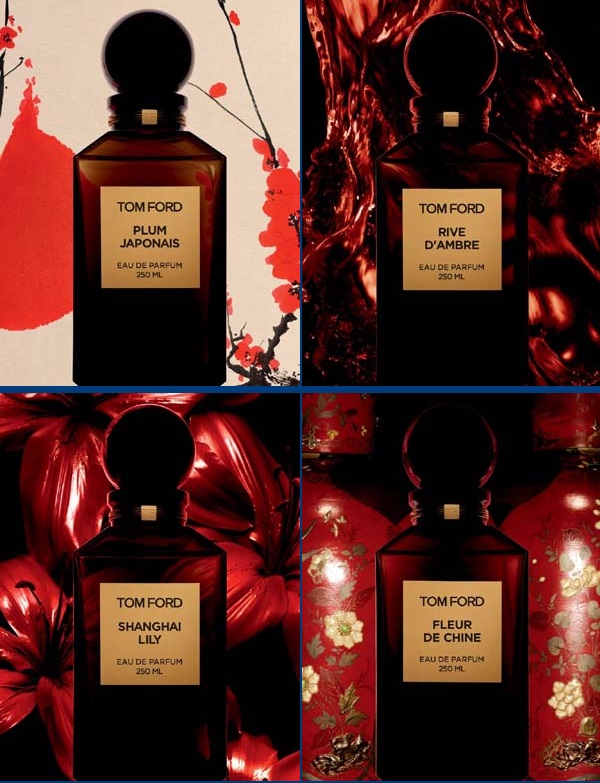 TOM FORD
PLUM
JAPONAIS
EAU DE PARFUM
250 ML
TOM FORD
RIVE
D'AMBRE
EAU DE PARFUM
250 ML
TOM FORD
SHANGHAI
LILY
EAU DE PARFUM
250 ML
TOM FORD
FLEUR
DE CHINE
EAU DE PARFUM
250 ML